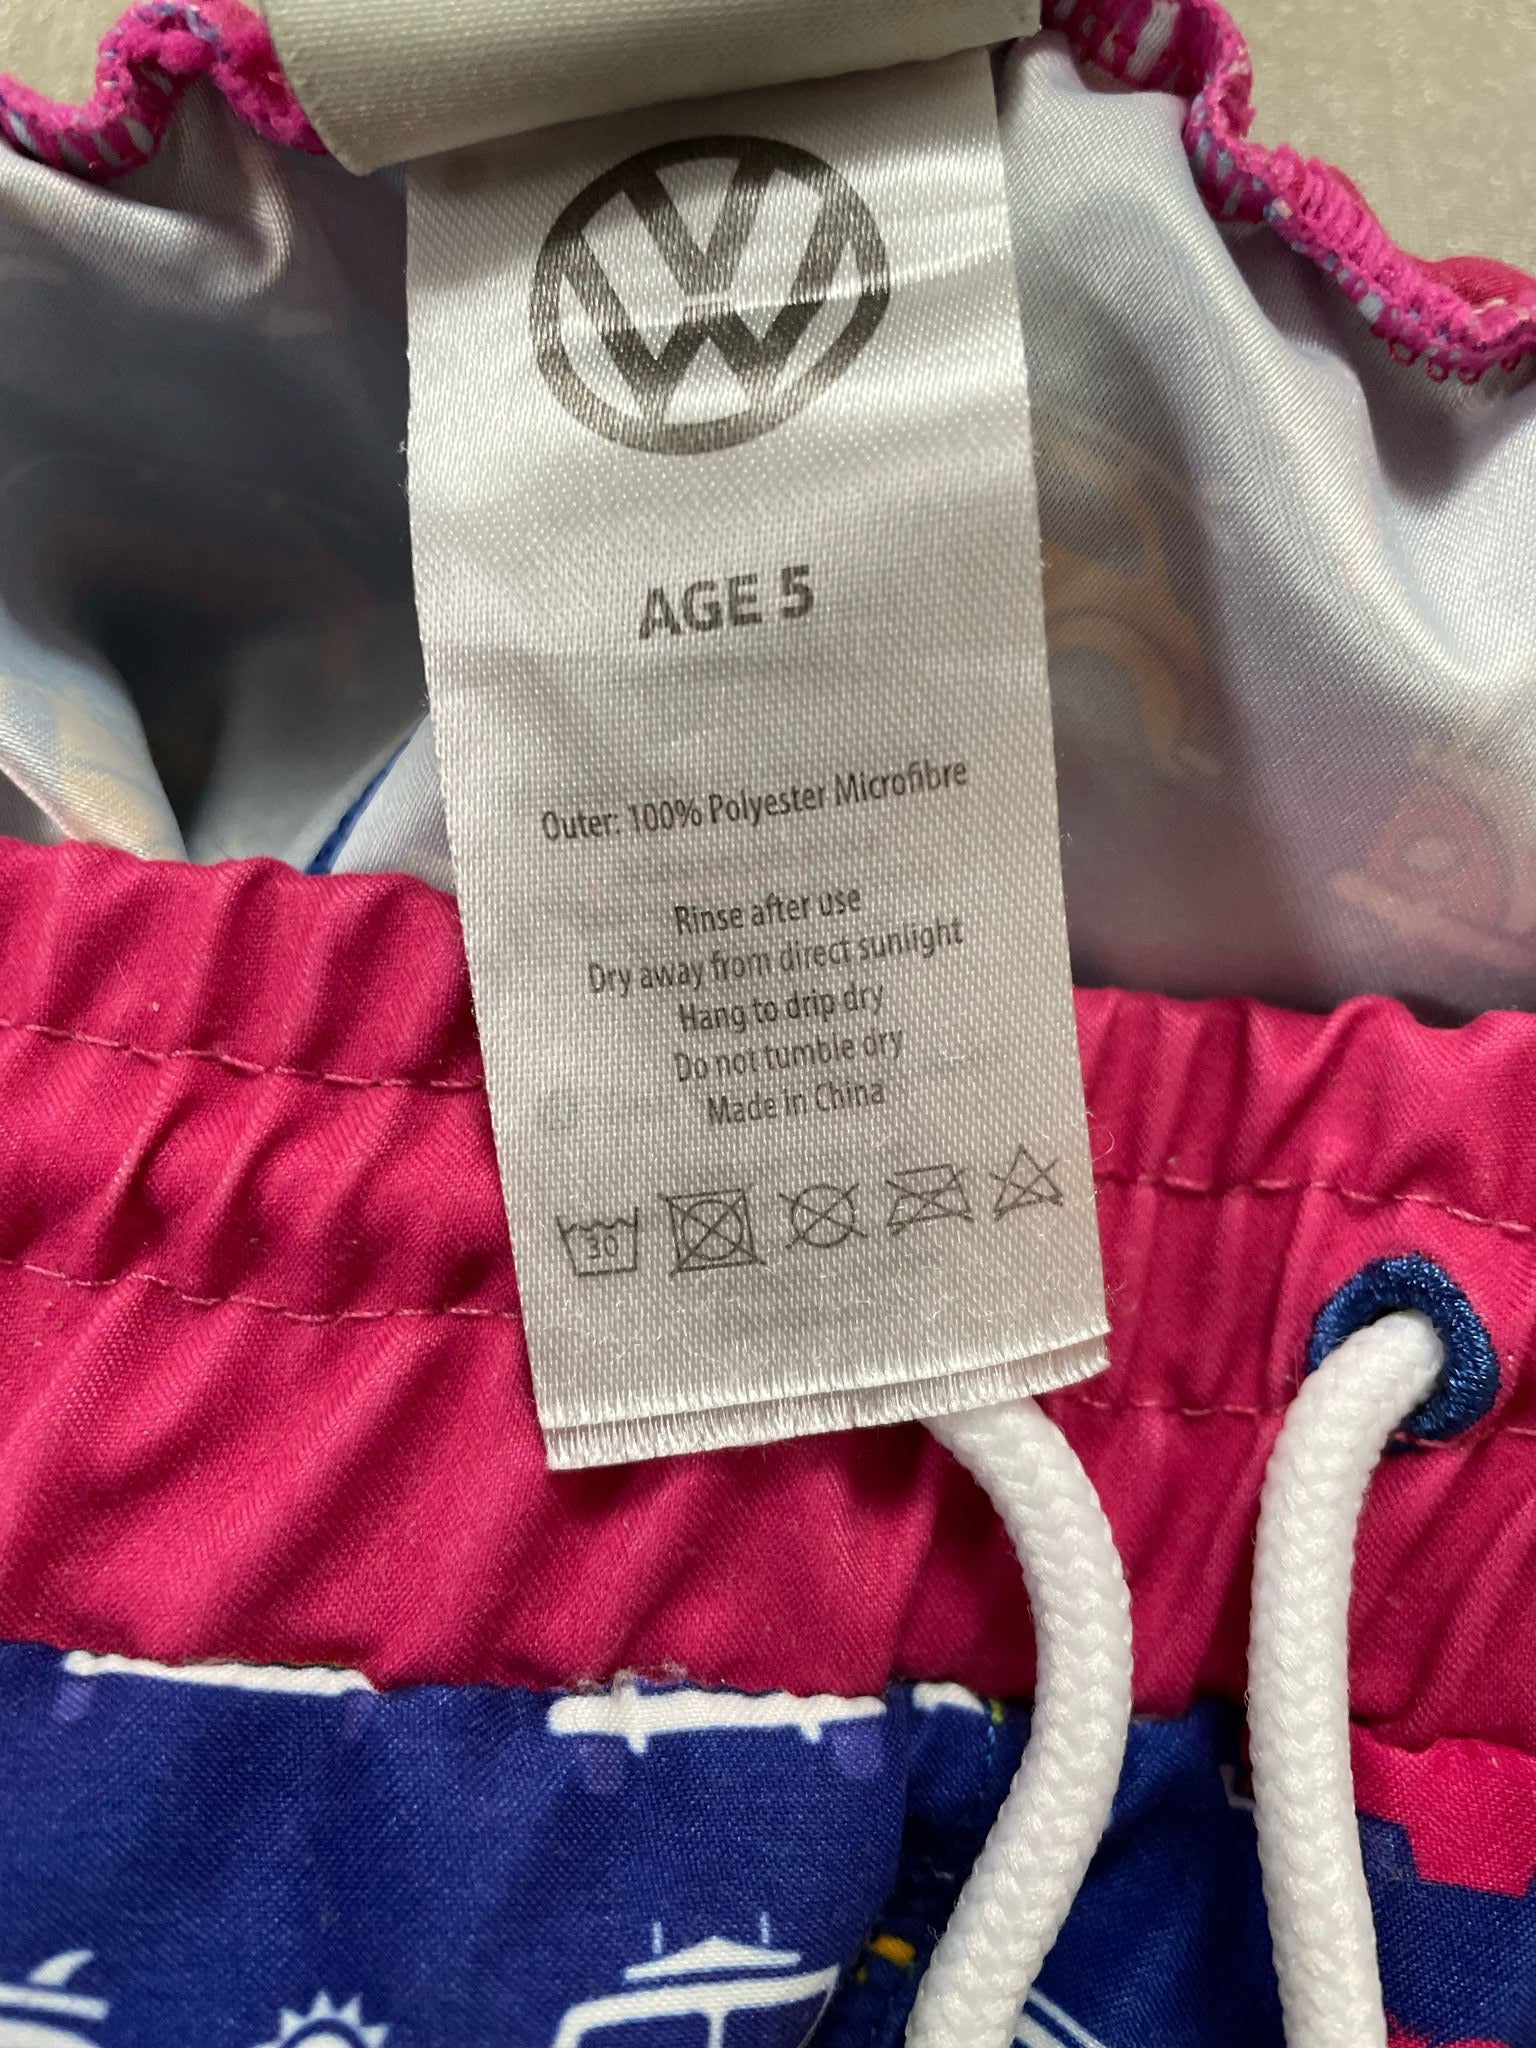 VW
AGE 5
Outer: 100% Polyester Microfibre
Rinse after use
Dry away from direct sunlight
Hang to drip dry
Do not tumble dry
Made in China
30